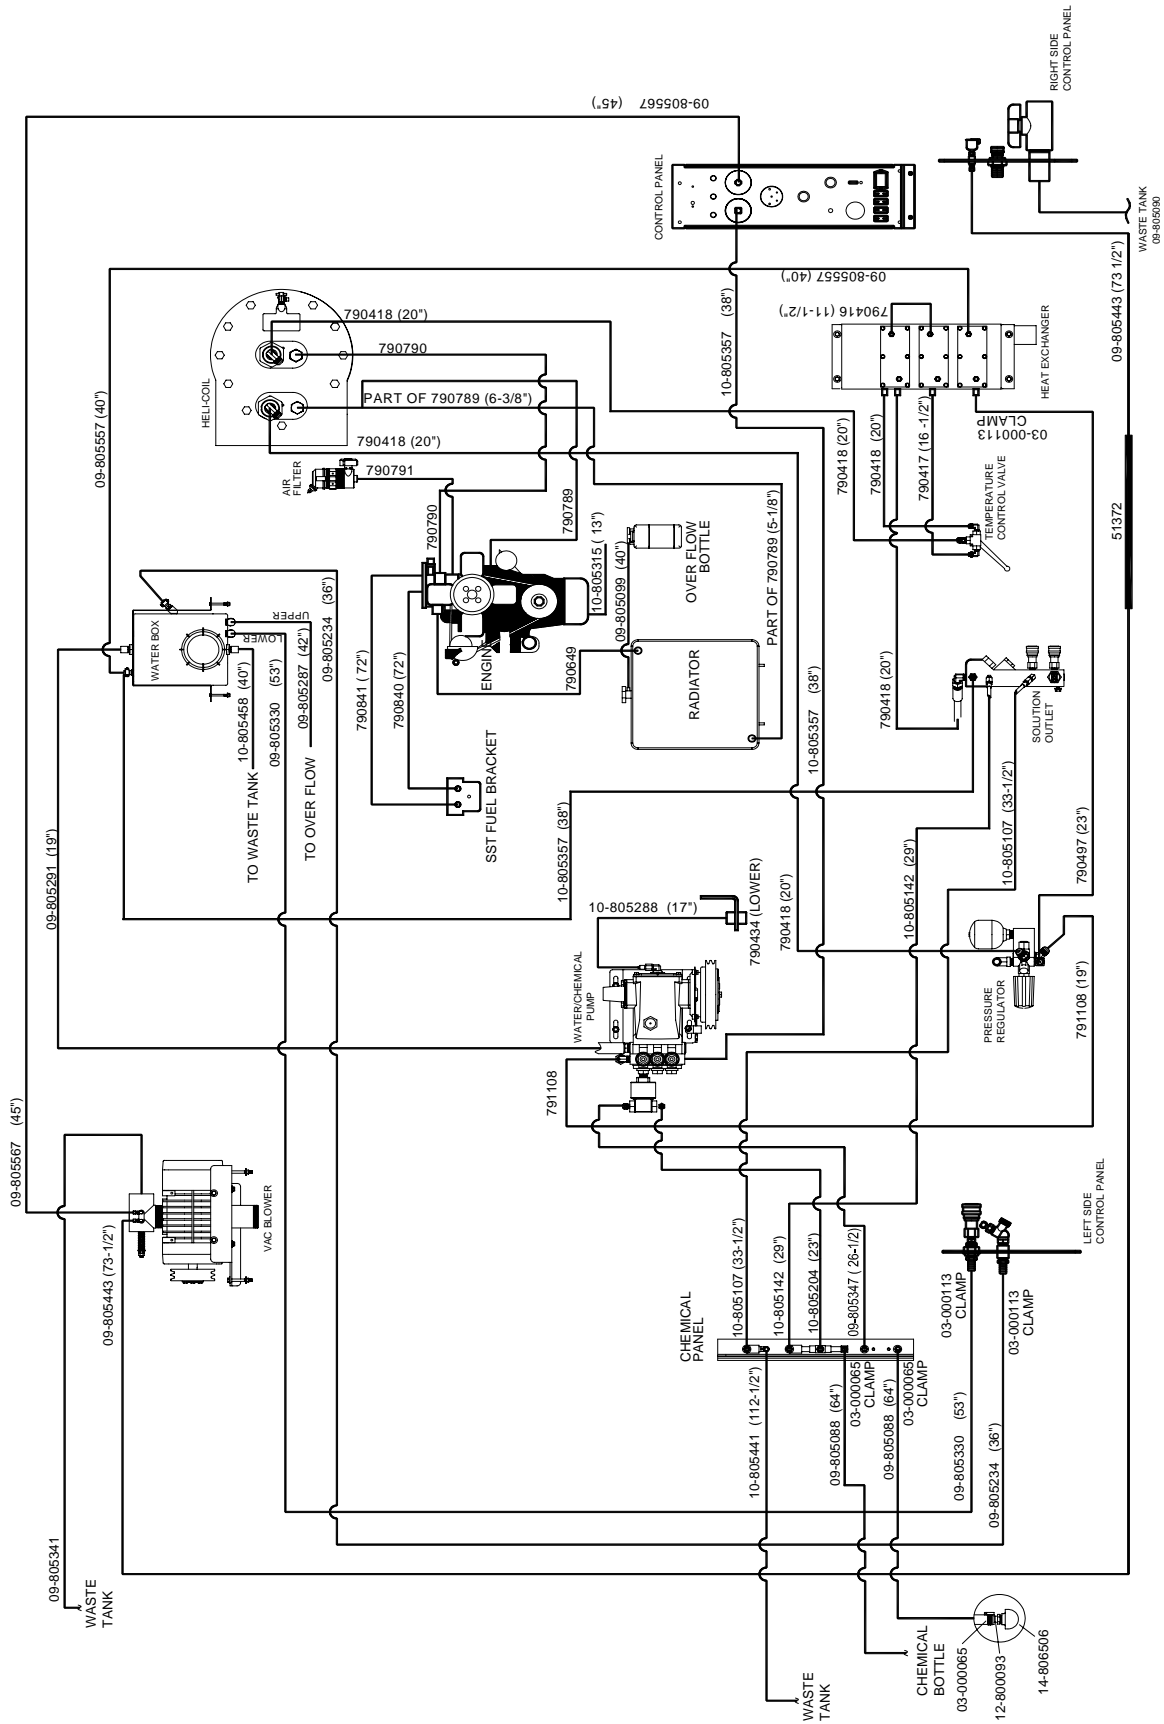 09-805567 (45")
CONTROL PANEL
RIGHT SIDE
CONTROL PANEL
WASTE TANK
09-805090
09-805443 (73 1/2")
51372
09-805557 (40")
790416 (11-1/2")
HEAT EXCHANGER
03-000113
CLAMP
10-805357 (38")
790418 (20")
790418 (20")
790417 (16 -1/2")
TEMPERATURE
CONTROL VALVE
HELI-COIL
790418 (20")
790790
PART OF 790789 (6-3/8")
790418 (20")
AIR
FILTER
790791
790790
790789
09-805557 (40")
WATER BOX
UPPER
LOWER
10-805458 (40")
09-805330 (53")
09-805287 (42")
09-805234 (36")
TO WASTE TANK
TO OVER FLOW
790841 (72")
790840 (72")
SST FUEL BRACKET
ENGINE
10-805315 ( 13")
09-805099 (40")
790649
OVER FLOW
BOTTLE
RADIATOR
PART OF 790789 (5-1/8")
10-805357 (38")
790418 (20")
SOLUTION
OUTLET
09-805291 (19")
10-805357 (38")
10-805288 (17")
790434 (LOWER)
790418 (20")
10-805142 (29")
10-805107 (33-1/2")
790497 (23")
WATER/CHEMICAL
PUMP
PRESSURE
REGULATOR
791108 (19")
791108
09-805567 (45")
09-805443 (73-1/2")
VAC BLOWER
CHEMICAL
PANEL
10-805107 (33-1/2")
10-805142 (29")
10-805204 (23")
09-805347 ( 26-1/2)
LEFT SIDE
CONTROL PANEL
03-000113
CLAMP
03-000113
CLAMP
10-805441 (112-1/2")
09-805088 (64")
03-000065
CLAMP
09-805088 (64")
03-000065
CLAMP
09-805330 (53")
09-805234 (36")
09-805341
WASTE
TANK
WASTE
TANK
CHEMICAL
BOTTLE
03-000065
12-800093
14-806506